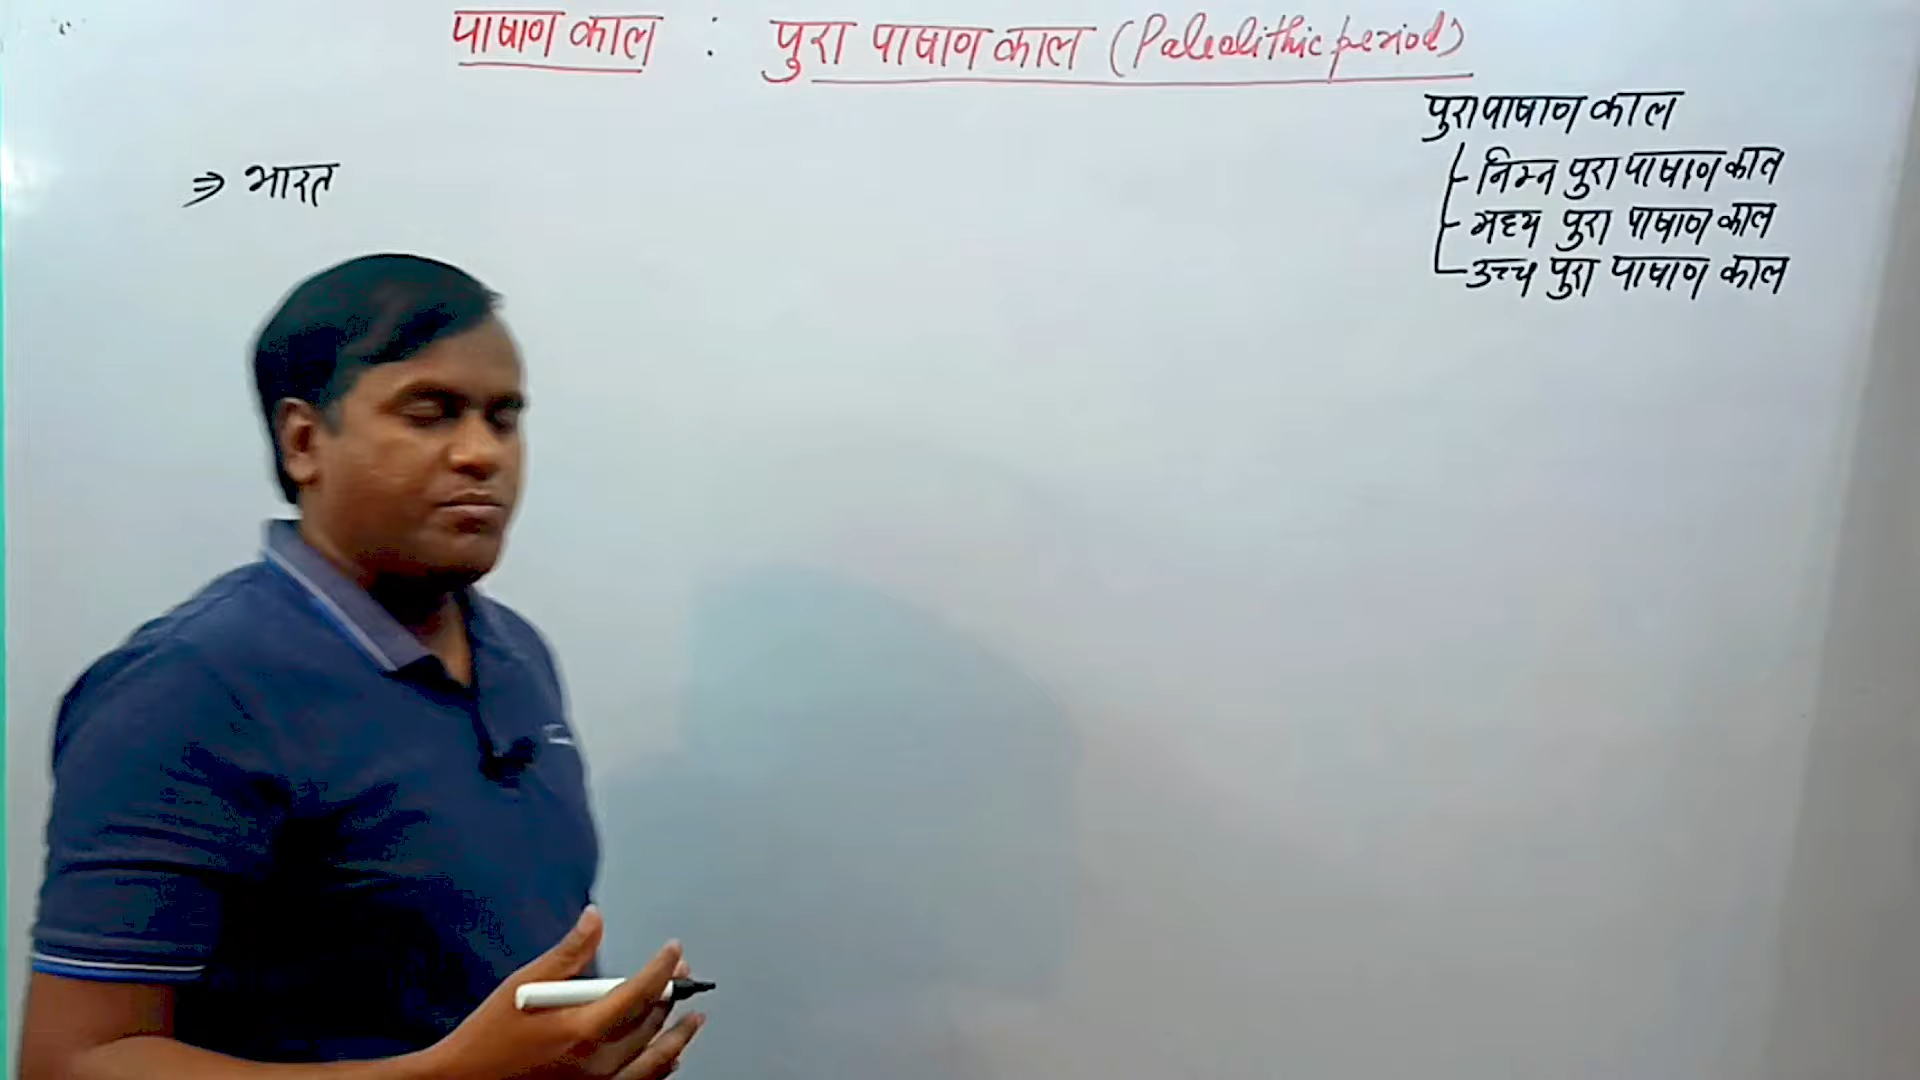 पाषाण काल : पुरा पाषाण काल (Paleolithic period)
पुरापाषाण काल
निम्न पुरा पाषाण काल
मध्य पुरा पाषाण काल
उच्च पुरा पाषाण काल
⇒ भारत